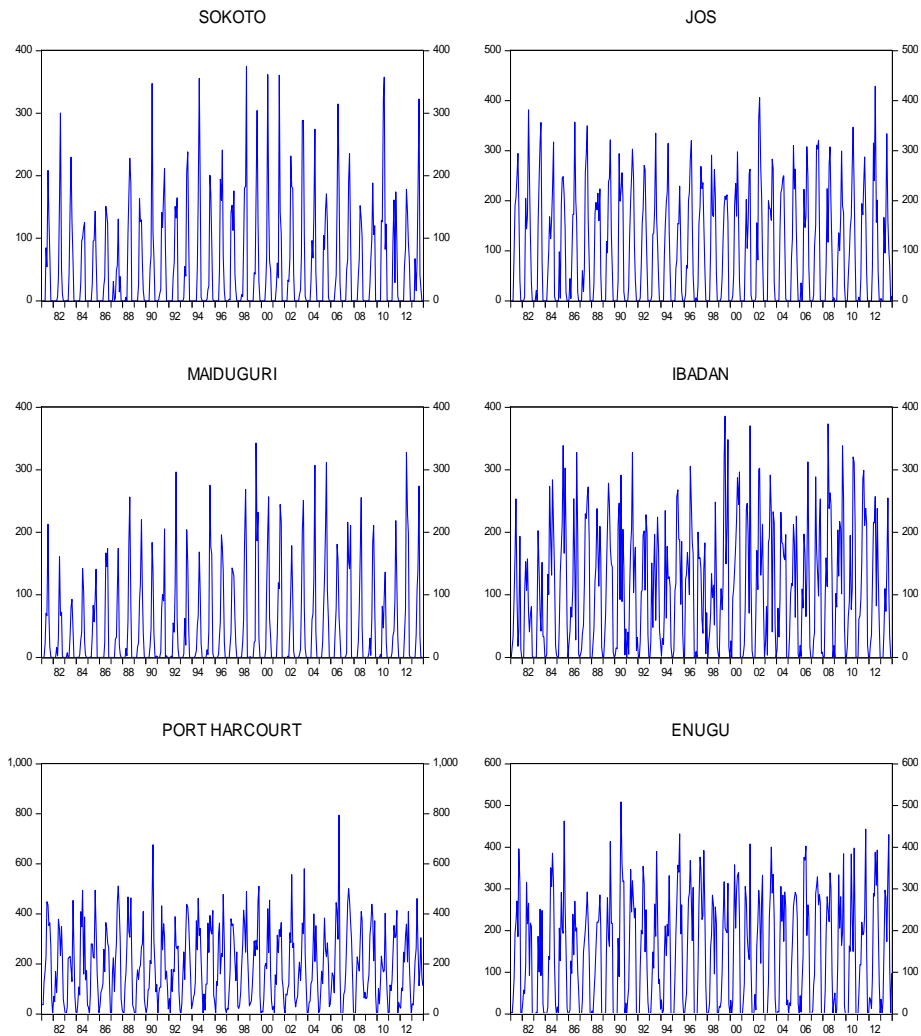 SOKOTO JOS
400 400 500 500
400 400
300 300
300 300
200 200
200 200
100 100
100 100
0 0 0 0
82 84 86 88 90 92 94 96 98 00 02 04 06 08 10 12 82 84 86 88 90 92 94 96 98 00 02 04 06 08 10 12
MAIDUGURI IBADAN
400 400 400 400
300 300 300 300
200 200 200 200
100 100 100 100
0 0 0 0
82 84 86 88 90 92 94 96 98 00 02 04 06 08 10 12 82 84 86 88 90 92 94 96 98 00 02 04 06 08 10 12
PORT HARCOURT ENUGU
1,000 1,000 600 600
500 500
800 800
400 400
600 600
300 300
400 400
200 200
200 200
100 100
0 0 0 0
82 84 86 88 90 92 94 96 98 00 02 04 06 08 10 12 82 84 86 88 90 92 94 96 98 00 02 04 06 08 10 12